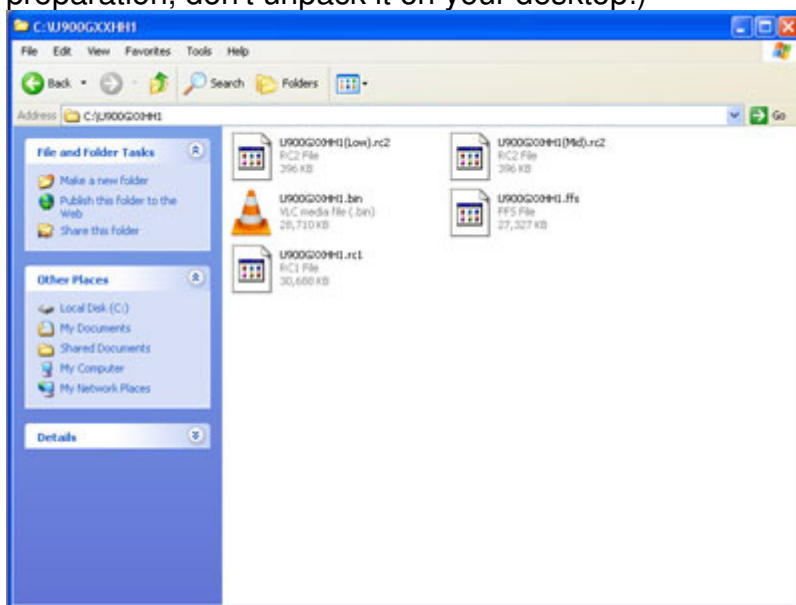 preparation, don't unpack it on your desktop!)
C:\U900GXXHH1
File Edit View Favorites Tools Help
Back Search Folders
Address C:\U900GXXHH1 Go
File and Folder Tasks
Make a new folder
Publish this folder to the
Web
Share this folder
Other Places
Local Disk (C:)
My Documents
Shared Documents
My Computer
My Network Places
Details
U900GXXHH1(Low).rc2
RC2 File
396 KB
U900GXXHH1(Mid).rc2
RC2 File
396 KB
U900GXXHH1.bin
VLC media file (.bin)
28,710 KB
U900GXXHH1.ffs
FFS File
27,327 KB
U900GXXHH1.rc1
RC1 File
30,688 KB